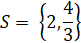 S = {2, 4/3}